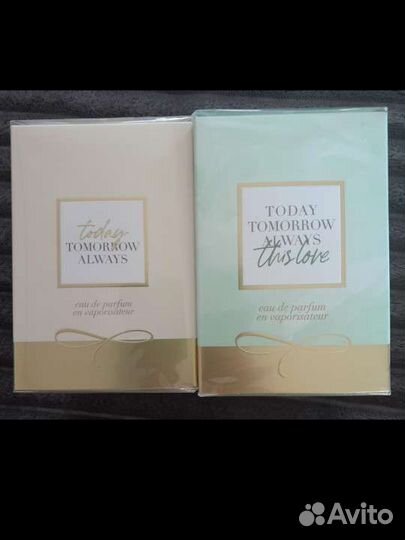 today
TOMORROW
ALWAYS
eau de parfum
en vaporisateur
TODAY
TOMORROW
ALWAYS
this love
eau de parfum
en vaporisateur
Avito